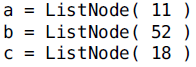 a = ListNode( 11 )
b = ListNode( 52 )
c = ListNode( 18 )